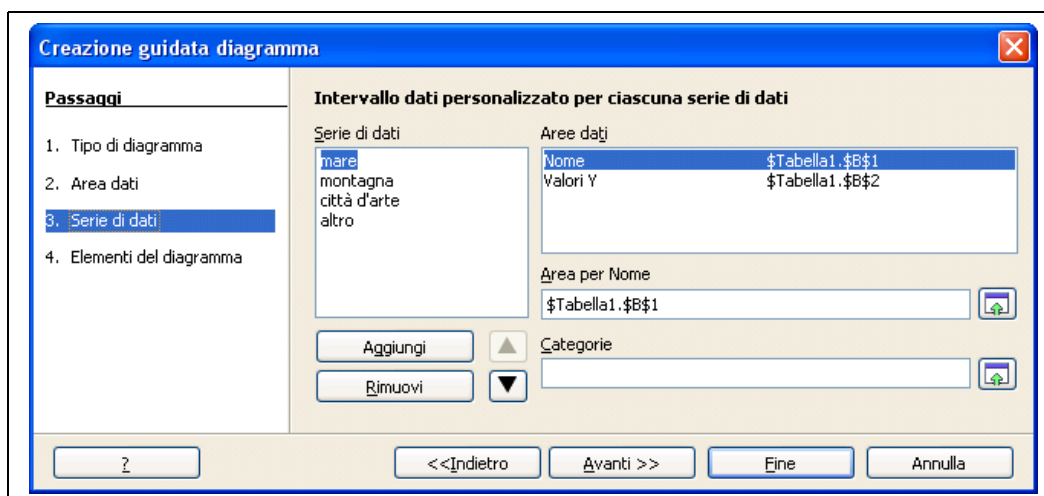 Creazione guidata diagramma
Passaggi
1. Tipo di diagramma
2. Area dati
3. Serie di dati
4. Elementi del diagramma
Intervallo dati personalizzato per ciascuna serie di dati
Serie di dati
mare
montagna
città d'arte
altro
Aggiungi
Rimuovi
Aree dati
Nome $Tabella1.$B$1
Valori Y $Tabella1.$B$2
Area per Nome
$Tabella1.$B$1
Categorie
?
<<Indietro
Avanti >>
Fine
Annulla